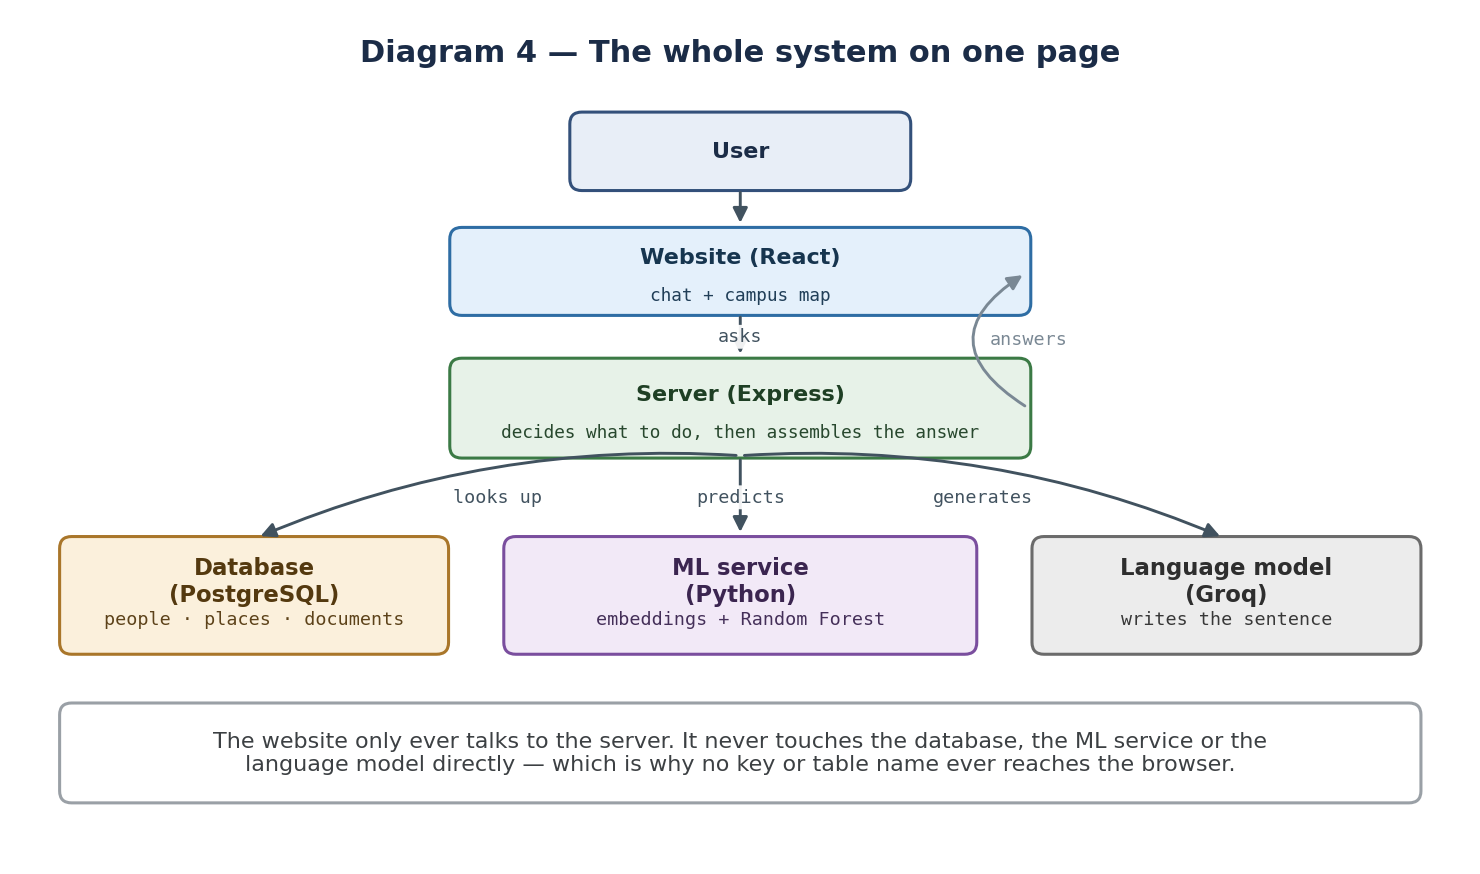 Diagram 4 — The whole system on one page
User
Website (React)
chat + campus map
asks
answers
Server (Express)
decides what to do, then assembles the answer
looks up
predicts
generates
Database
(PostgreSQL)
people · places · documents
ML service
(Python)
embeddings + Random Forest
Language model
(Groq)
writes the sentence
The website only ever talks to the server. It never touches the database, the ML service or the
language model directly — which is why no key or table name ever reaches the browser.